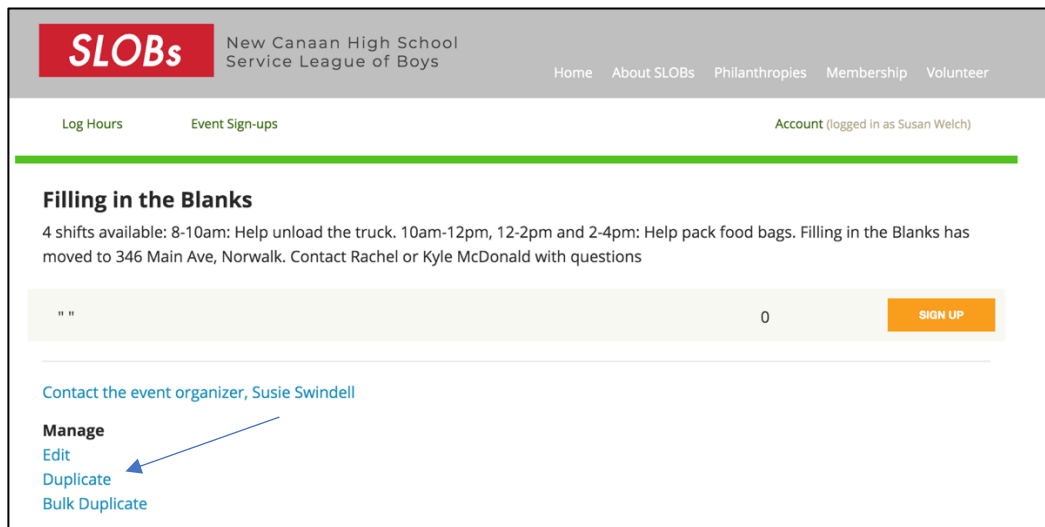 SLOBs
New Canaan High School
Service League of Boys
Home About SLOBs Philanthropies Membership Volunteer
Log Hours Event Sign-ups Account (logged in as Susan Welch)
Filling in the Blanks
4 shifts available: 8-10am: Help unload the truck. 10am-12pm, 12-2pm and 2-4pm: Help pack food bags. Filling in the Blanks has
moved to 346 Main Ave, Norwalk. Contact Rachel or Kyle McDonald with questions
" " 0 SIGN UP
Contact the event organizer, Susie Swindell
Manage
Edit
Duplicate
Bulk Duplicate